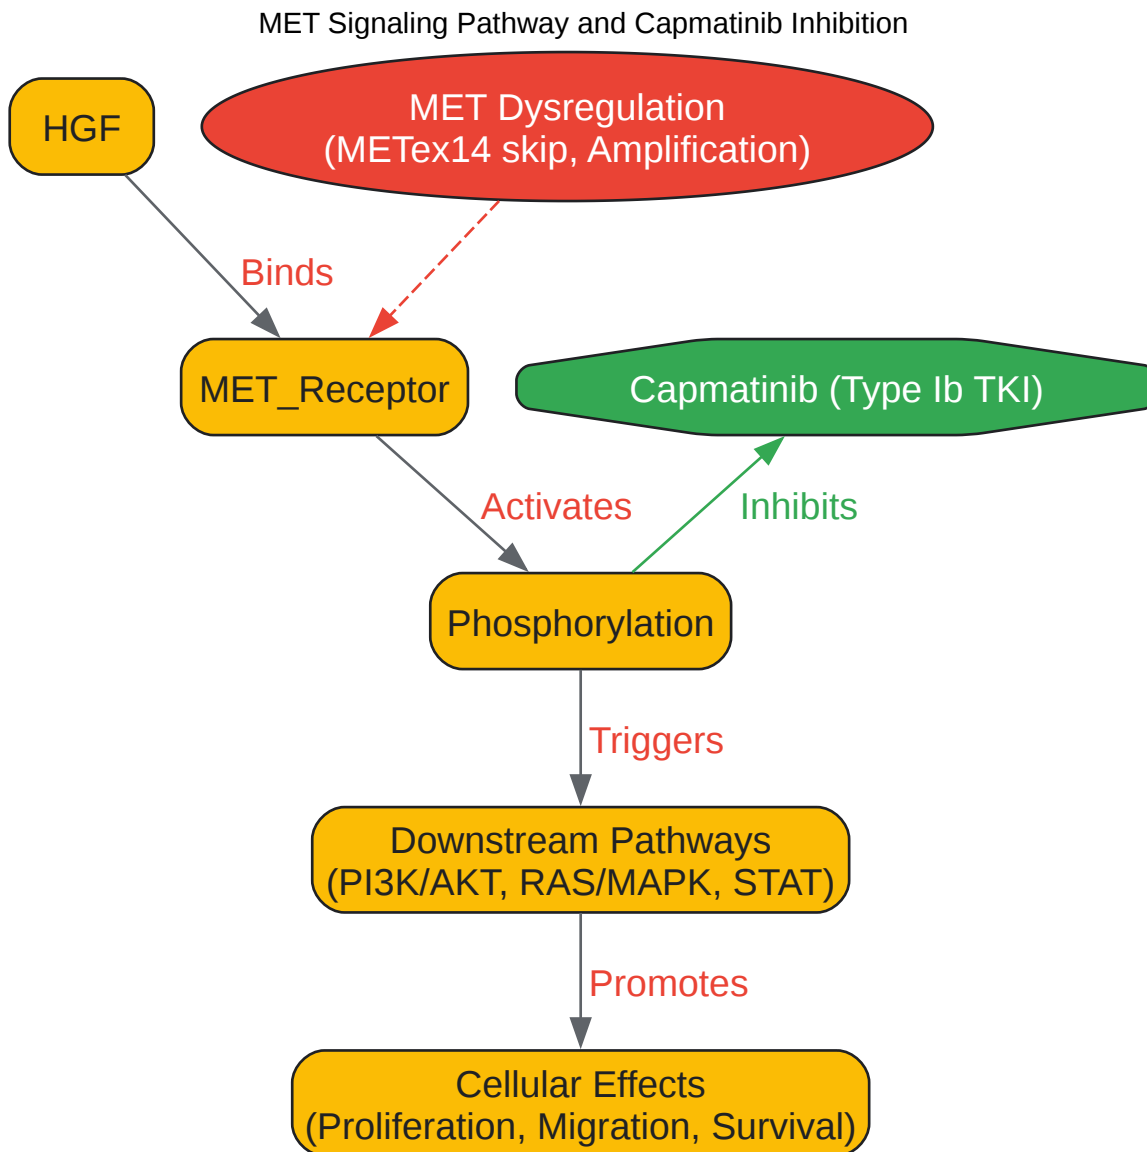 MET Signaling Pathway and Capmatinib Inhibition
HGF
MET Dysregulation
(METex14 skip, Amplification)
Binds
MET_Receptor
Capmatinib (Type Ib TKI)
Activates
Inhibits
Phosphorylation
Triggers
Downstream Pathways
(PI3K/AKT, RAS/MAPK, STAT)
Promotes
Cellular Effects
(Proliferation, Migration, Survival)